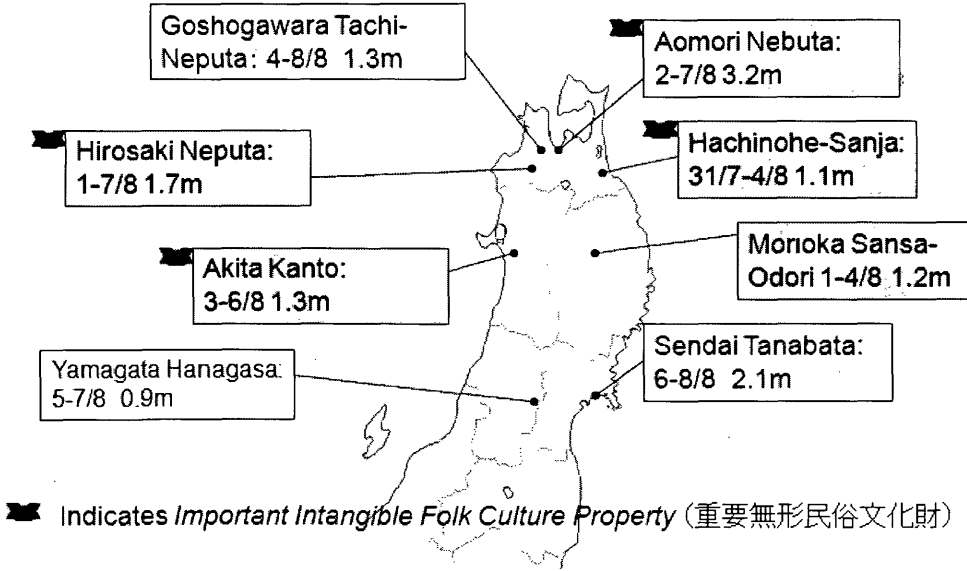 Goshogawara Tachi-
Neputa: 4-8/8 1.3m
Aomori Nebuta:
2-7/8 3.2m
Hirosaki Neputa:
1-7/8 1.7m
Hachinohe-Sanja:
31/7-4/8 1.1m
Akita Kanto:
3-6/8 1.3m
Morioka Sansa-
Odori 1-4/8 1.2m
Yamagata Hanagasa:
5-7/8 0.9m
Sendai Tanabata:
6-8/8 2.1m
Indicates Important Intangible Folk Culture Property (重要無形民俗文化財)